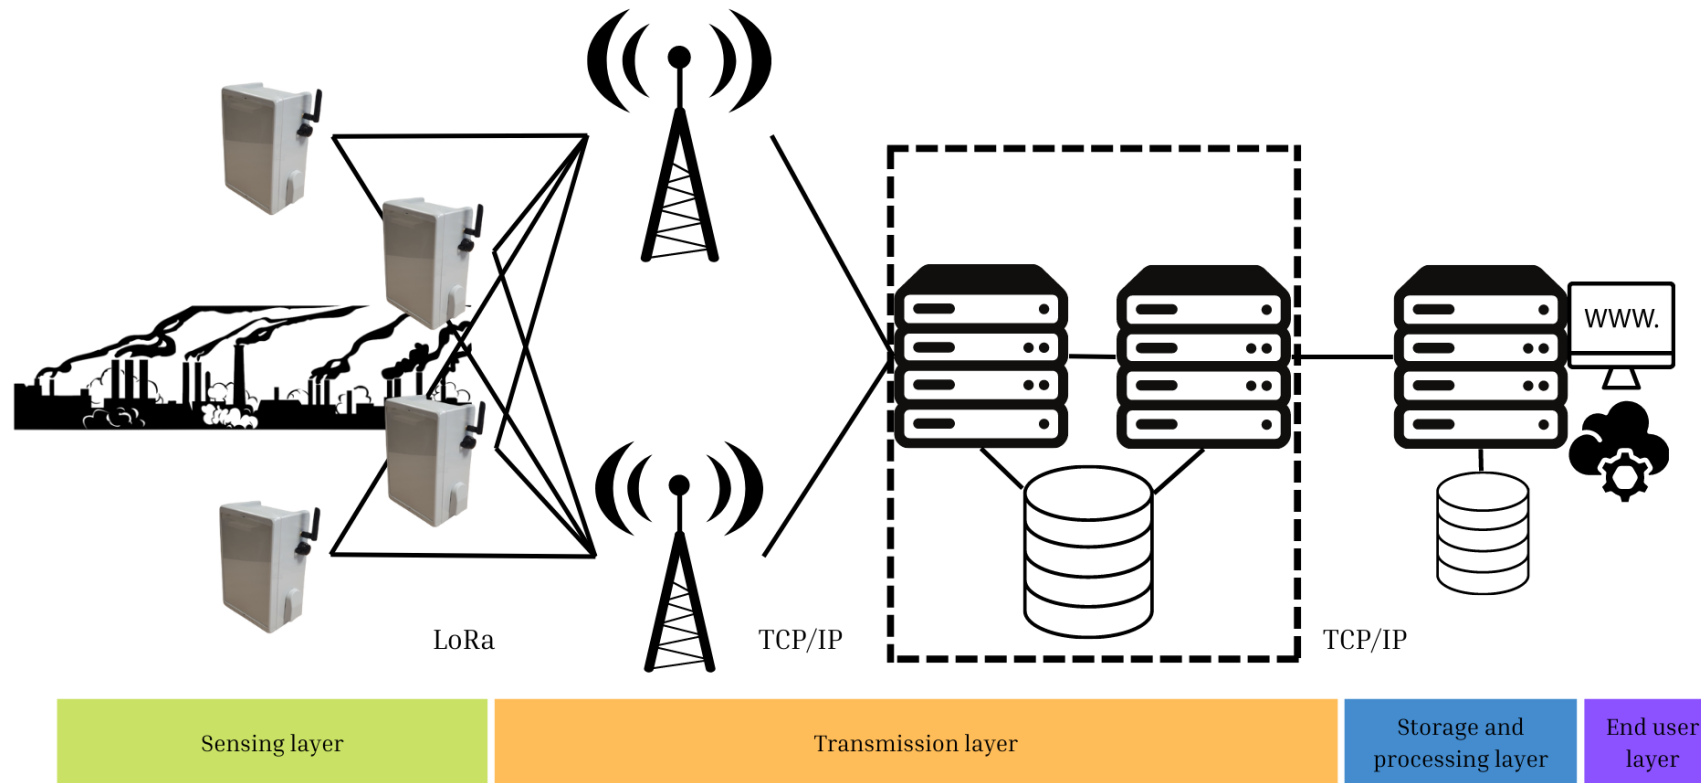 WWW.
LoRa
TCP/IP
TCP/IP
Sensing layer
Transmission layer
Storage and
processing layer
End user
layer